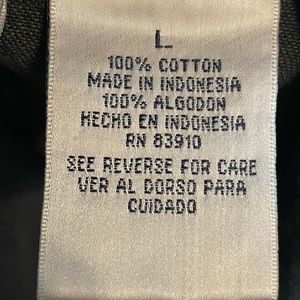 L
100% COTTON
MADE IN INDONESIA
100% ALGODON
HECHO EN INDONESIA
RN 83910
SEE REVERSE FOR CARE
VER AL DORSO PARA
CUIDADO